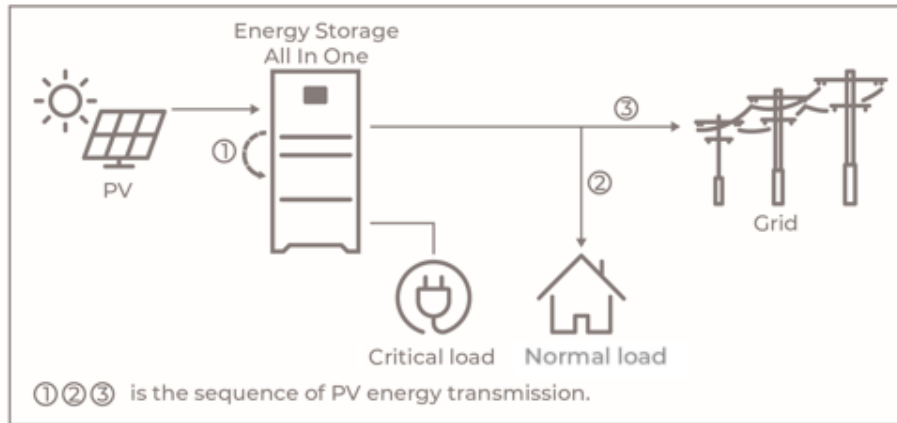 Energy Storage
All In One
③
①
②
PV
Grid
Critical load
Normal load
①②③ is the sequence of PV energy transmission.